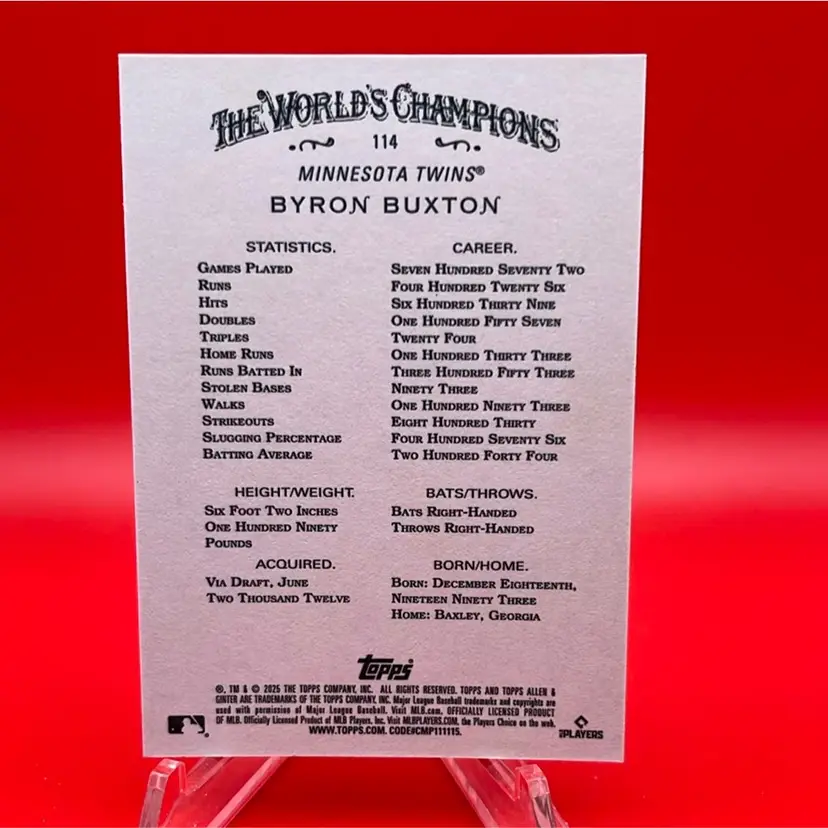 The World's Champions
114
MINNESOTA TWINS®
BYRON BUXTON
STATISTICS. CAREER.
Games Played Seven Hundred Seventy Two
Runs Four Hundred Twenty Six
Hits Six Hundred Thirty Nine
Doubles One Hundred Fifty Seven
Triples Twenty Four
Home Runs One Hundred Thirty Three
Runs Batted In Three Hundred Fifty Three
Stolen Bases Ninety Three
Walks One Hundred Ninety Three
Strikeouts Eight Hundred Thirty
Slugging Percentage Four Hundred Seventy Six
Batting Average Two Hundred Forty Four
HEIGHT/WEIGHT. BATS/THROWS.
Six Foot Two Inches Bats Right-Handed
One Hundred Ninety Throws Right-Handed
Pounds
ACQUIRED. BORN/HOME.
Via Draft, June Born: December Eighteenth,
Two Thousand Twelve Nineteen Ninety Three
Home: Baxley, Georgia
Topps
®, TM & © 2025 THE TOPPS COMPANY, INC. ALL RIGHTS RESERVED. TOPPS AND TOPPS ALLEN &
GINTER ARE TRADEMARKS OF THE TOPPS COMPANY, INC. Major League Baseball trademarks and copyrights are
used with permission of Major League Baseball. Visit MLB.com. OFFICIALLY LICENSED PRODUCT
OF MLB. Officially Licensed Product of MLB Players, Inc. Visit MLBPLAYERS.COM, the Players Choice on the web.
WWW.TOPPS.COM. CODE#CMP111115.
PLAYERS